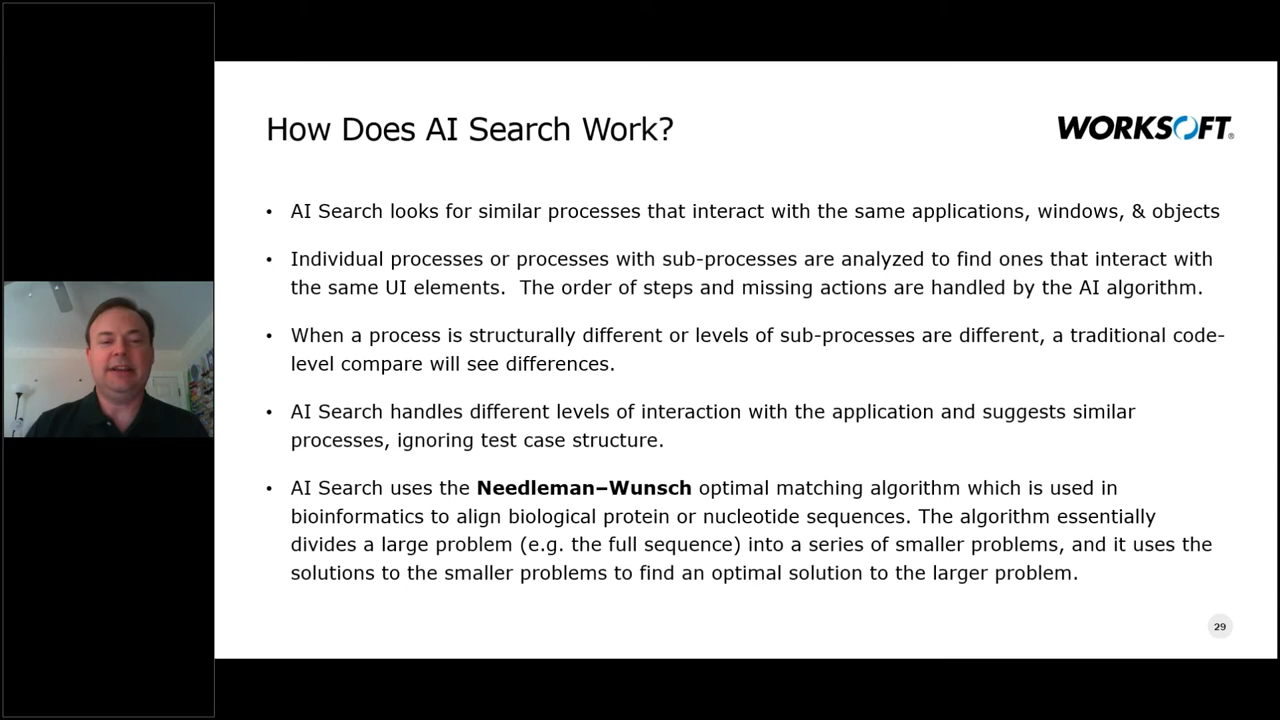 How Does AI Search Work?
WORKSOFT®
• AI Search looks for similar processes that interact with the same applications, windows, & objects
• Individual processes or processes with sub-processes are analyzed to find ones that interact with
the same UI elements.  The order of steps and missing actions are handled by the AI algorithm.
• When a process is structurally different or levels of sub-processes are different, a traditional code-
level compare will see differences.
• AI Search handles different levels of interaction with the application and suggests similar
processes, ignoring test case structure.
• AI Search uses the Needleman–Wunsch optimal matching algorithm which is used in
bioinformatics to align biological protein or nucleotide sequences. The algorithm essentially
divides a large problem (e.g. the full sequence) into a series of smaller problems, and it uses the
solutions to the smaller problems to find an optimal solution to the larger problem.
29